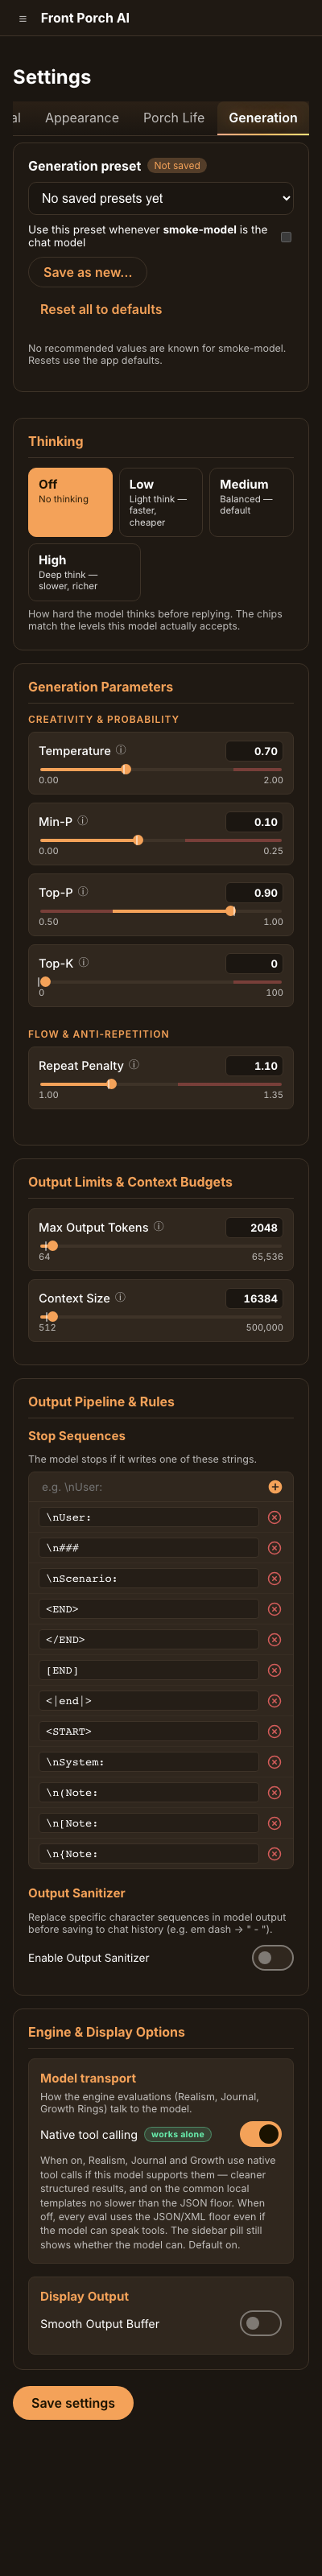 Front Porch AI
Settings
al Appearance Porch Life Generation
Generation preset Not saved
No saved presets yet
Use this preset whenever smoke-model is the
chat model
Save as new...
Reset all to defaults
No recommended values are known for smoke-model.
Resets use the app defaults.
Thinking
Off
No thinking
Low
Light think —
faster,
cheaper
Medium
Balanced —
default
High
Deep think —
slower, richer
How hard the model thinks before replying. The chips
match the levels this model actually accepts.
Generation Parameters
CREATIVITY & PROBABILITY
Temperature ⓘ 0.70
0.00 2.00
Min-P ⓘ 0.10
0.00 0.25
Top-P ⓘ 0.90
0.50 1.00
Top-K ⓘ 0
0 100
FLOW & ANTI-REPETITION
Repeat Penalty ⓘ 1.10
1.00 1.35
Output Limits & Context Budgets
Max Output Tokens ⓘ 2048
64 65,536
Context Size ⓘ 16384
512 500,000
Output Pipeline & Rules
Stop Sequences
The model stops if it writes one of these strings.
e.g. \nUser:
\nUser:
\n###
\nScenario:
<END>
</END>
[END]
<|end|>
<START>
\nSystem:
\n(Note:
\n[Note:
\n{Note:
Output Sanitizer
Replace specific character sequences in model output
before saving to chat history (e.g. em dash → " - ").
Enable Output Sanitizer
Engine & Display Options
Model transport
How the engine evaluations (Realism, Journal,
Growth Rings) talk to the model.
Native tool calling works alone
When on, Realism, Journal and Growth use native
tool calls if this model supports them — cleaner
structured results, and on the common local
templates no slower than the JSON floor. When
off, every eval uses the JSON/XML floor even if
the model can speak tools. The sidebar pill still
shows whether the model can. Default on.
Display Output
Smooth Output Buffer
Save settings